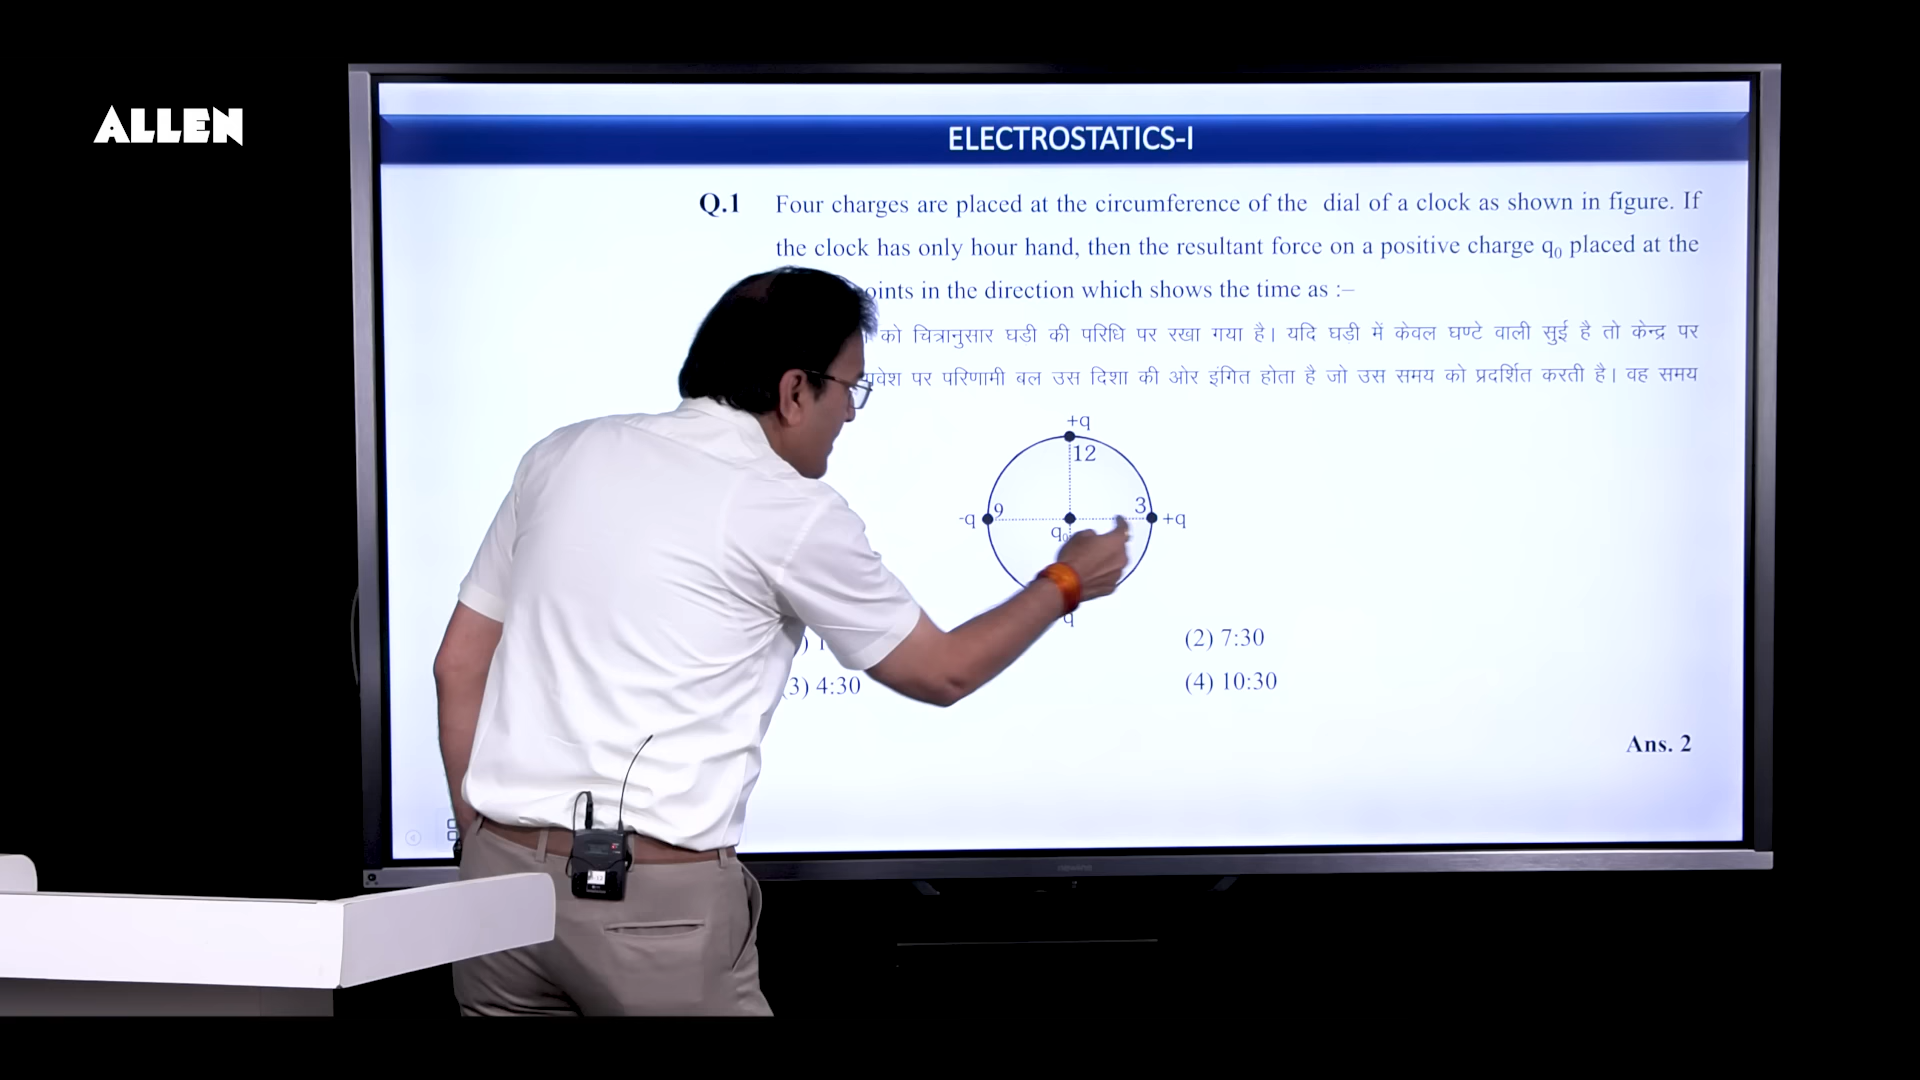 ALLEN
ELECTROSTATICS-I
Q.1 Four charges are placed at the circumference of the dial of a clock as shown in figure. If
the clock has only hour hand, then the resultant force on a positive charge q₀ placed at the
oints in the direction which shows the time as :–
को चित्रानुसार घडी की परिधि पर रखा गया है। यदि घड़ी में केवल घण्टे वाली सुई है तो केन्द्र पर
वेश पर परिणामी बल उस दिशा की ओर इंगित होता है जो उस समय को प्रदर्शित करती है। वह समय
+q
12
-q 9 3 +q
q₀
q
(2) 7:30
(3) 4:30 (4) 10:30
Ans. 2